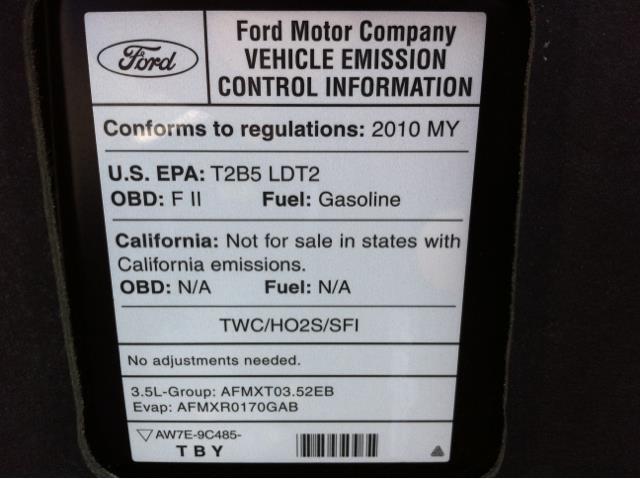 Ford
Ford Motor Company
VEHICLE EMISSION
CONTROL INFORMATION
Conforms to regulations: 2010 MY
U.S. EPA: T2B5 LDT2
OBD: F II Fuel: Gasoline
California: Not for sale in states with
California emissions.
OBD: N/A Fuel: N/A
TWC/HO2S/SFI
No adjustments needed.
3.5L-Group: AFMXT03.52EB
Evap: AFMXR0170GAB
AW7E-9C485-
TBY